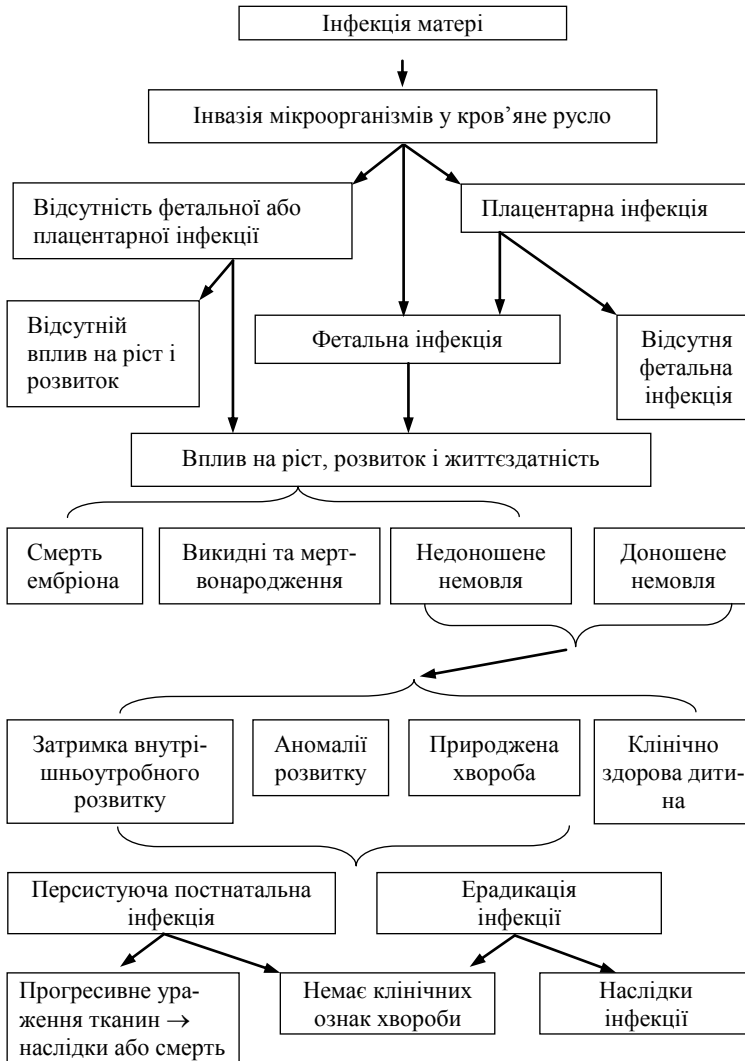 Інфекція матері
Інвазія мікроорганізмів у кров’яне русло
Відсутність фетальної або
плацентарної інфекції
Плацентарна інфекція
Відсутній
вплив на ріст і
розвиток
Фетальна інфекція
Відсутня
фетальна
інфекція
Вплив на ріст, розвиток і життєздатність
Смерть
ембріона
Викидні та мерт-
вонародження
Недоношене
немовля
Доношене
немовля
Затримка внутрі-
шньоутробного
розвитку
Аномалії
розвитку
Природжена
хвороба
Клінічно
здорова дити-
на
Персистуюча постнатальна
інфекція
Ерадикація
інфекції
Прогресивне ура-
ження тканин →
наслідки або смерть
Немає клінічних
ознак хвороби
Наслідки
інфекції